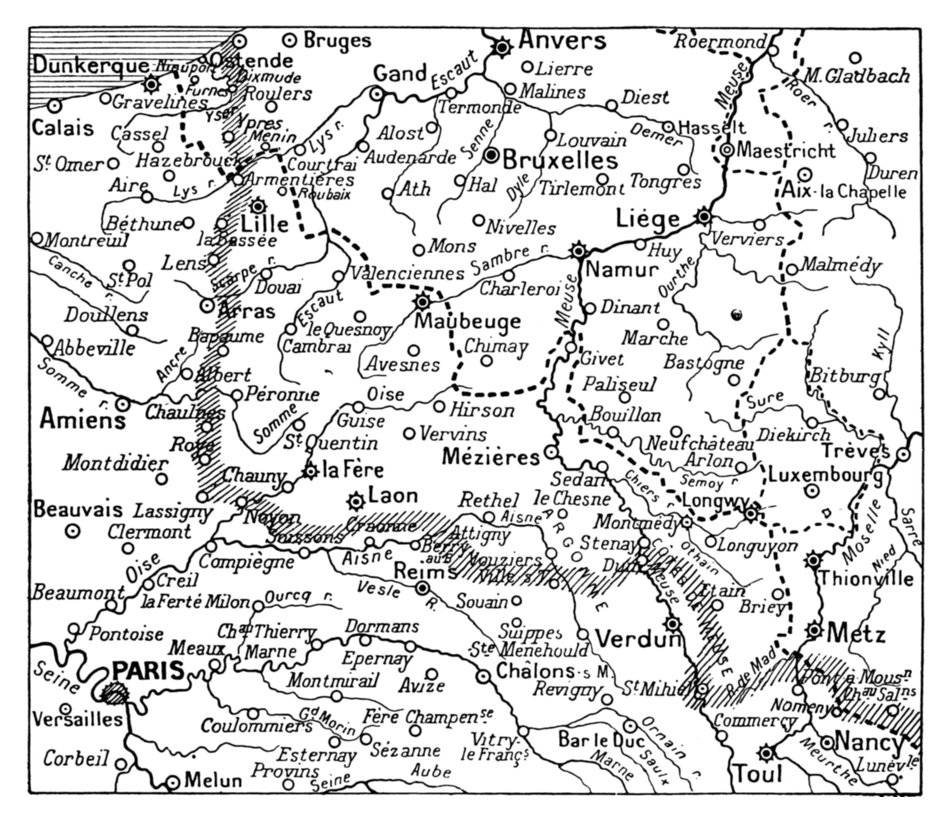 Bruges
Anvers
Roermond
Dunkerque
Nieuport
Ostende
Gand
Escaut
Lierre
Meuse
M. Gladbach
Furnes
Dixmude
Gravelines
Roulers
Termonde
Malines
Diest
Roer r.
Calais
Yser
Ypres
Cassel
Menin
Lys r.
Alost
Senne
Louvain
Demer
Hasselt
Juliers
St Omer
Hazebrouck
Courtrai
Audenarde
Bruxelles
Maestricht
Duren
Aire
Lys r.
Armentières
Roubaix
Ath
Hal
Dyle
Tirlemont
Tongres
Aix-la Chapelle
Béthune
Lille
Nivelles
Liége
la Bassée
Montreuil
Mons
Sambre r.
Huy
Verviers
Lens
Scarpe r.
Valenciennes
Namur
Malmédy
Canche r.
St Pol
Douai
Charleroi
Ourthe
Meuse
Arras
Escaut
Dinant
Doullens
le Quesnoy
Maubeuge
Marche
Kyll
Abbeville
Bapaume
Cambrai
Chimay
Givet
Somme r.
Ancre
Avesnes
Bastogne
Albert
Paliseul
Bitburg
Amiens
Chaulnes
Péronne
Oise
Hirson
Bouillon
Sure
Somme
Guise
Roye
St Quentin
Vervins
Neufchâteau
Diekirch
Montdidier
Mézières
Arlon
Trèves
Chauny
la Fère
Sedan
Chiers r.
Semoy r.
Luxembourg
Lassigny
Laon
Rethel
le Chesne
Longwy
Beauvais
Noyon
Craonne
Aisne
Montmédy
Clermont
Soissons
Attigny
ARGONNE
Longuyon
Moselle
Sarre
Oise
Compiègne
Aisne
Berry au B.
Vouziers
Stenay
Othain
Nied
Creil
Reims
Ville s. T.
Dun
Thionville
Beaumont
la Ferté Milon
Ourcq r.
Vesle R.
Souain
Meuse
Etain
Briey
Pontoise
Chau Thierry
Dormans
Suippes
Verdun
Metz
Meaux
Marne
Ste Menehould
Seine
PARIS
Epernay
Châlons-s M.
R. de Mad
Pont à Mousn
Montmirail
Avize
Revigny
St Mihiel
Chau Salins
Versailles
Coulommiers
Gd Morin
Fère Champense
Nomeny
Commercy
Ornain r.
Esternay
Sézanne
Vitry-
le Franç.s
Bar le Duc
Nancy
Corbeil
Provins
Aube
Marne
Saulx
Toul
Meurthe
Lunévle
Melun
Seine